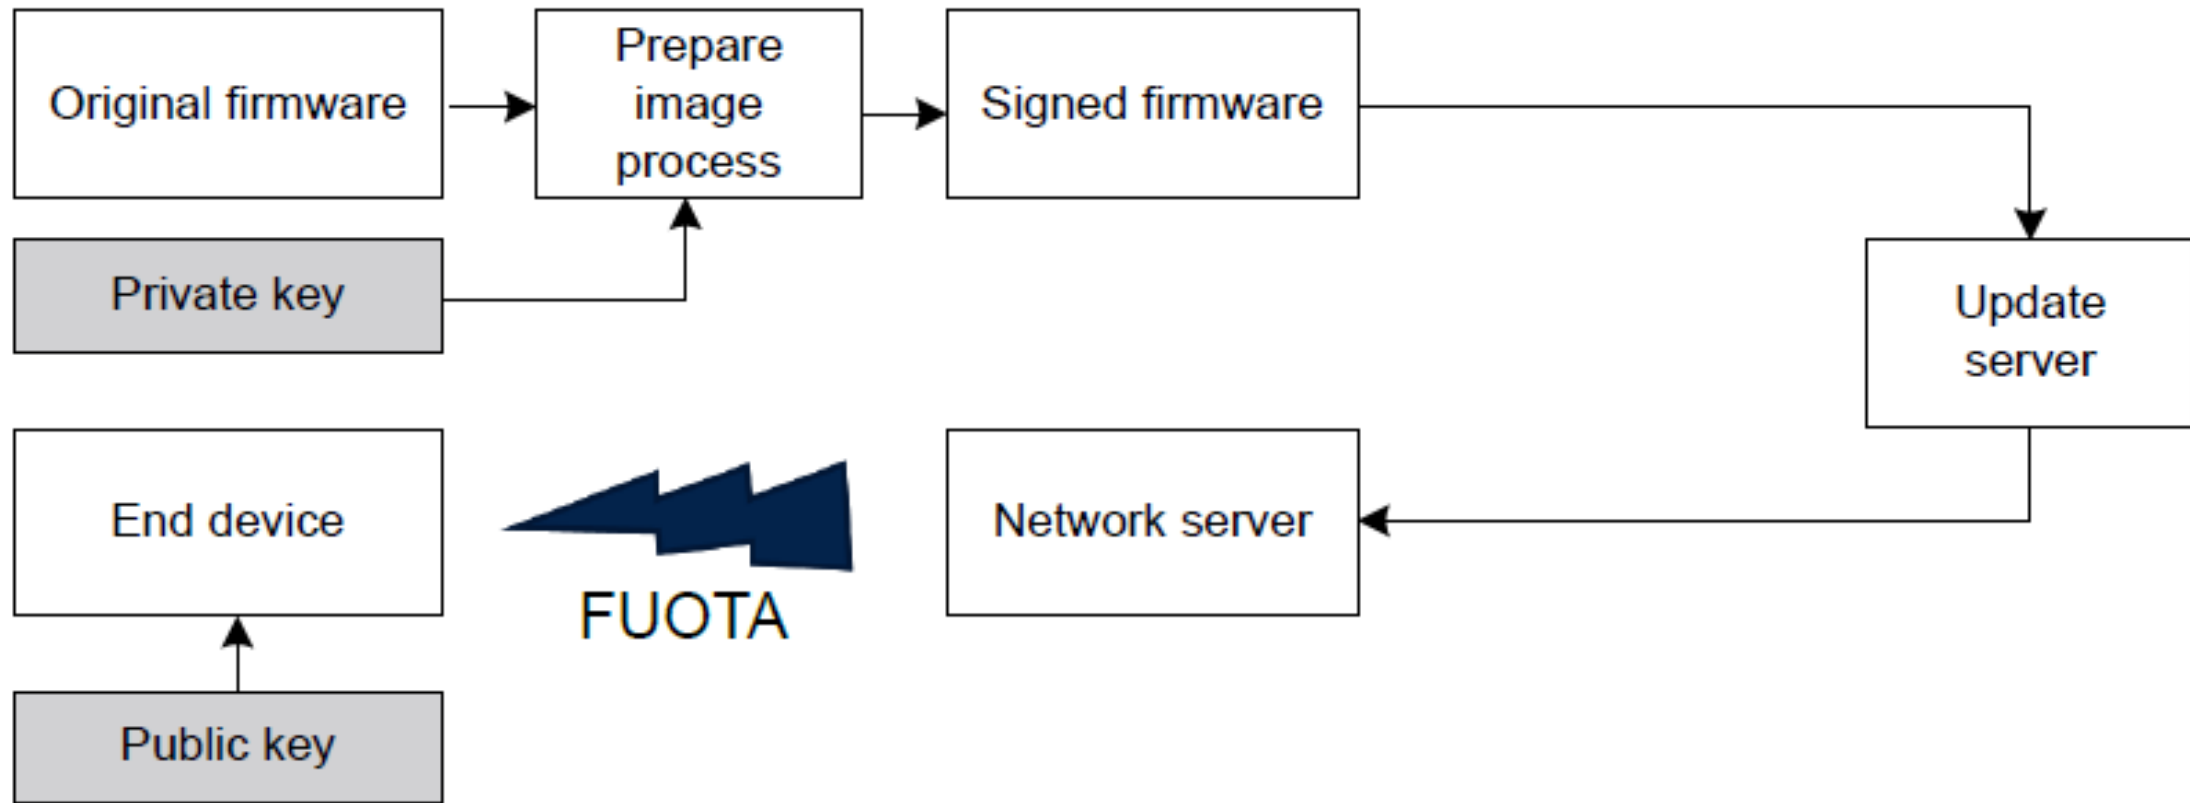 Original firmware
Prepare
image
process
Signed firmware
Private key
Update
server
End device
FUOTA
Network server
Public key